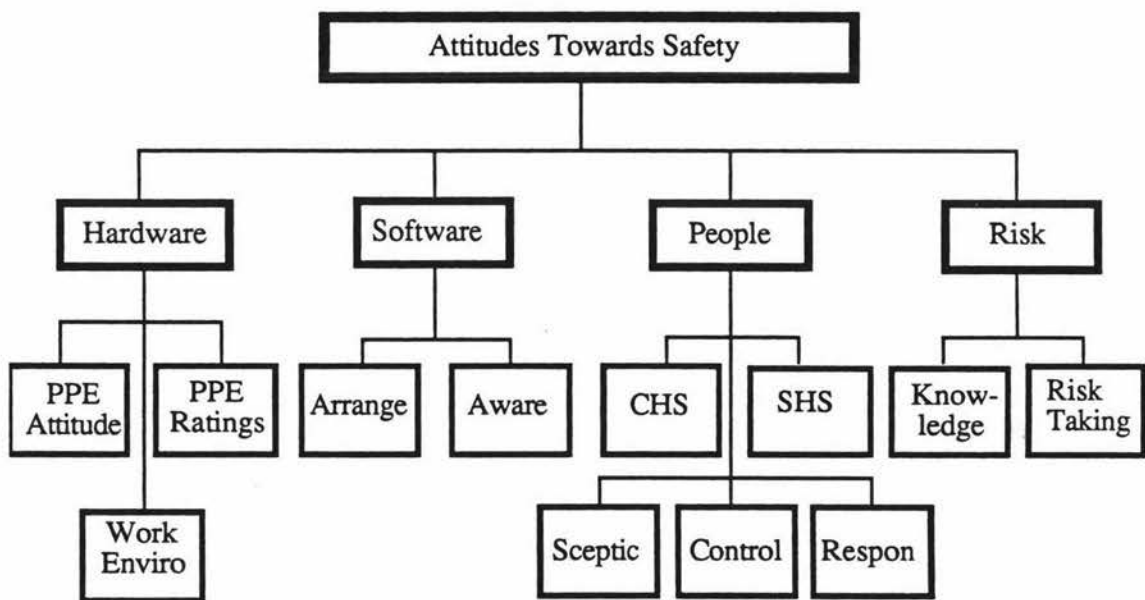 Attitudes Towards Safety
Hardware
Software
People
Risk
PPE
Attitude
PPE
Ratings
Arrange
Aware
CHS
SHS
Know-
ledge
Risk
Taking
Work
Enviro
Sceptic
Control
Respon